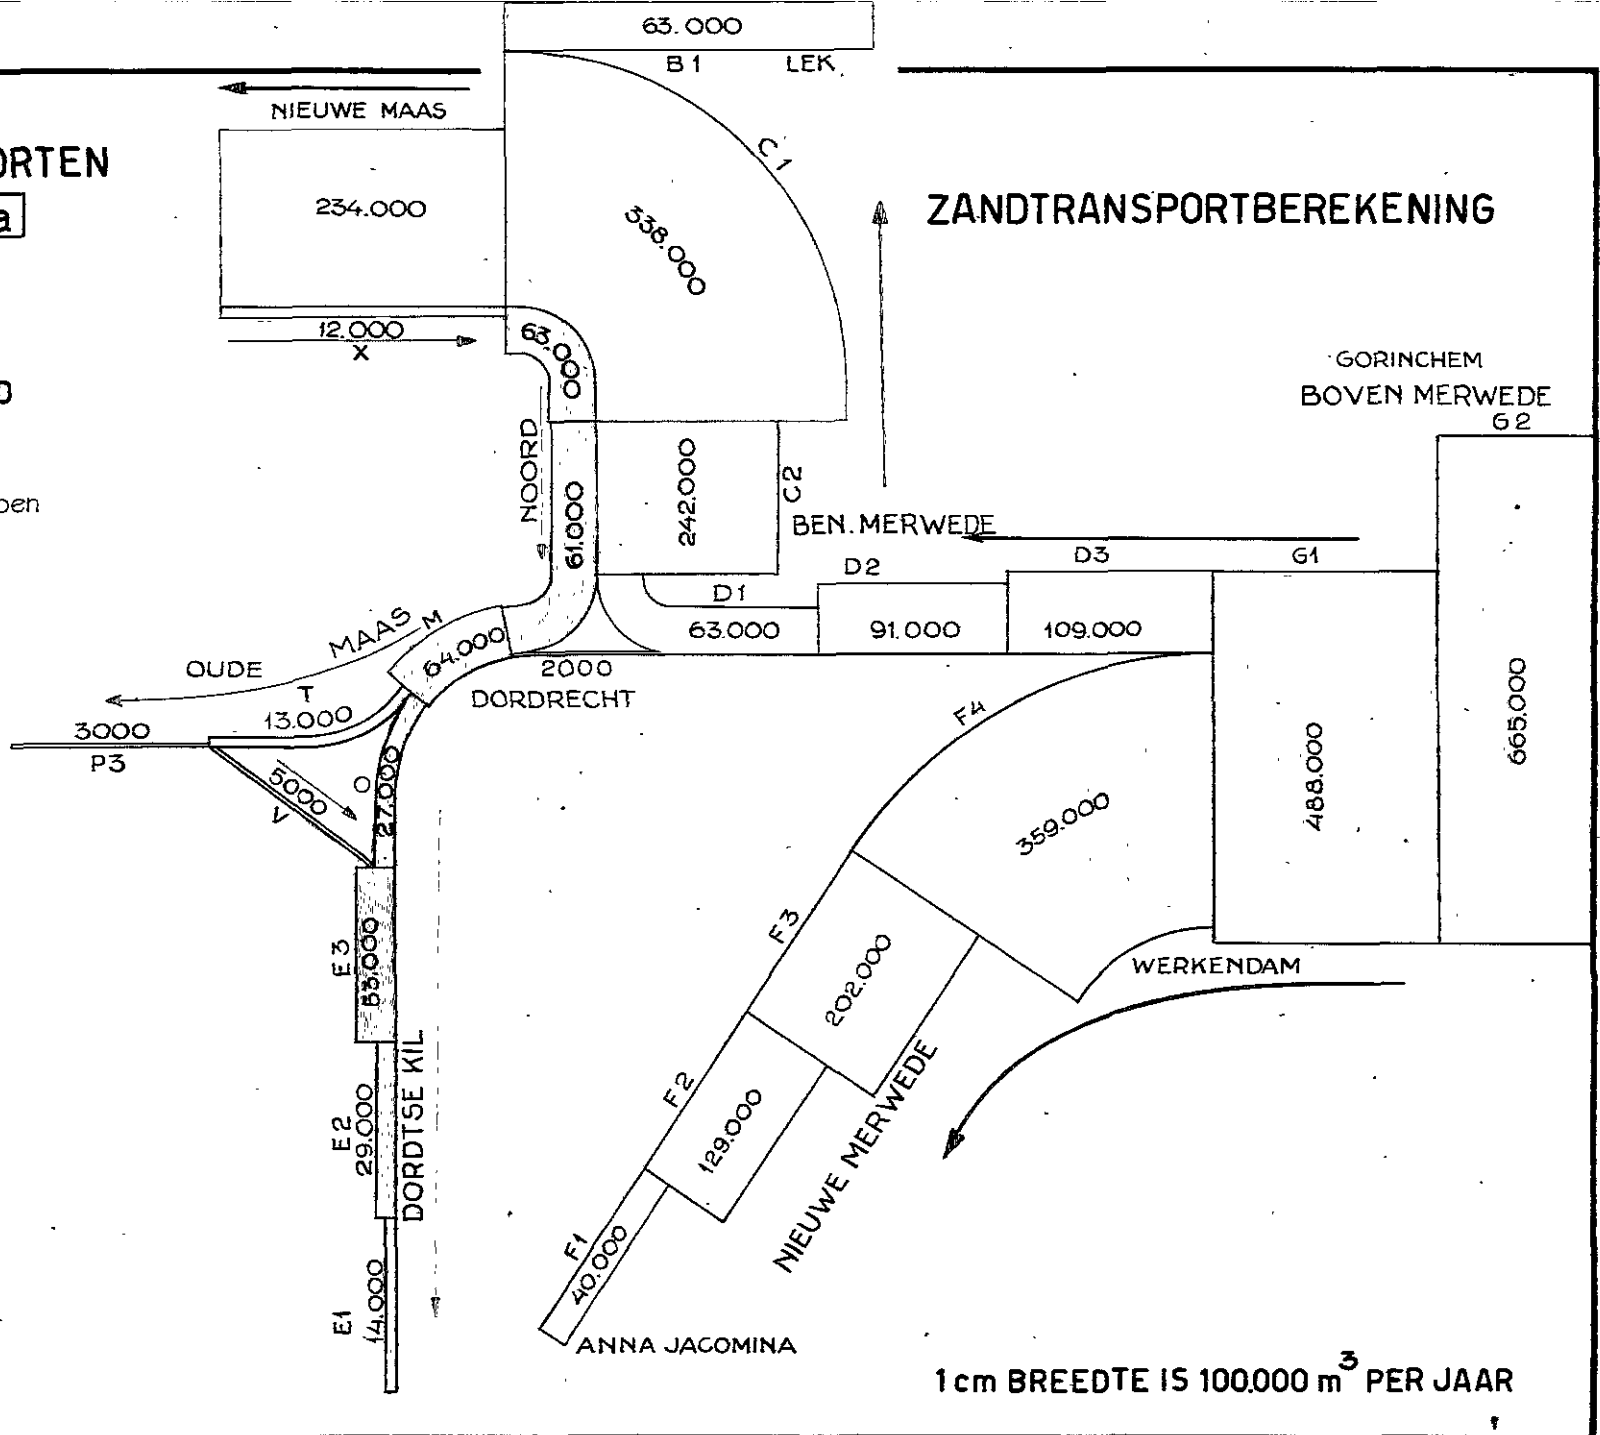 63.000
B1 LEK
NIEUWE MAAS
ORTEN
a
234.000
C1
338.000
ZANDTRANSPORTBEREKENING
12.000
X
63.000
GORINCHEM
BOVEN MERWEDE
G2
NOORD
61.000
242.000
C2
BEN. MERWEDE
D2
D3
G1
D1
63.000
91.000
109.000
MAAS
M
64.000
OUDE
2000
DORDRECHT
T
13.000
3000
P3
5000
V
O
27.000
F4
359.000
488.000
665.000
E3
53.000
F3
202.000
WERKENDAM
DORDTSE KIL
E2
29.000
F2
129.000
NIEUWE MERWEDE
E1
14.000
F1
40.000
ANNA JACOMINA
1 cm BREEDTE IS 100.000 m³ PER JAAR